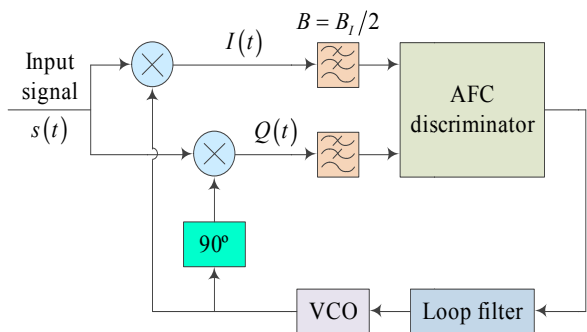 Input
signal
s(t)
I(t)
B = B_I/2
Q(t)
AFC
discriminator
90º
VCO
Loop filter